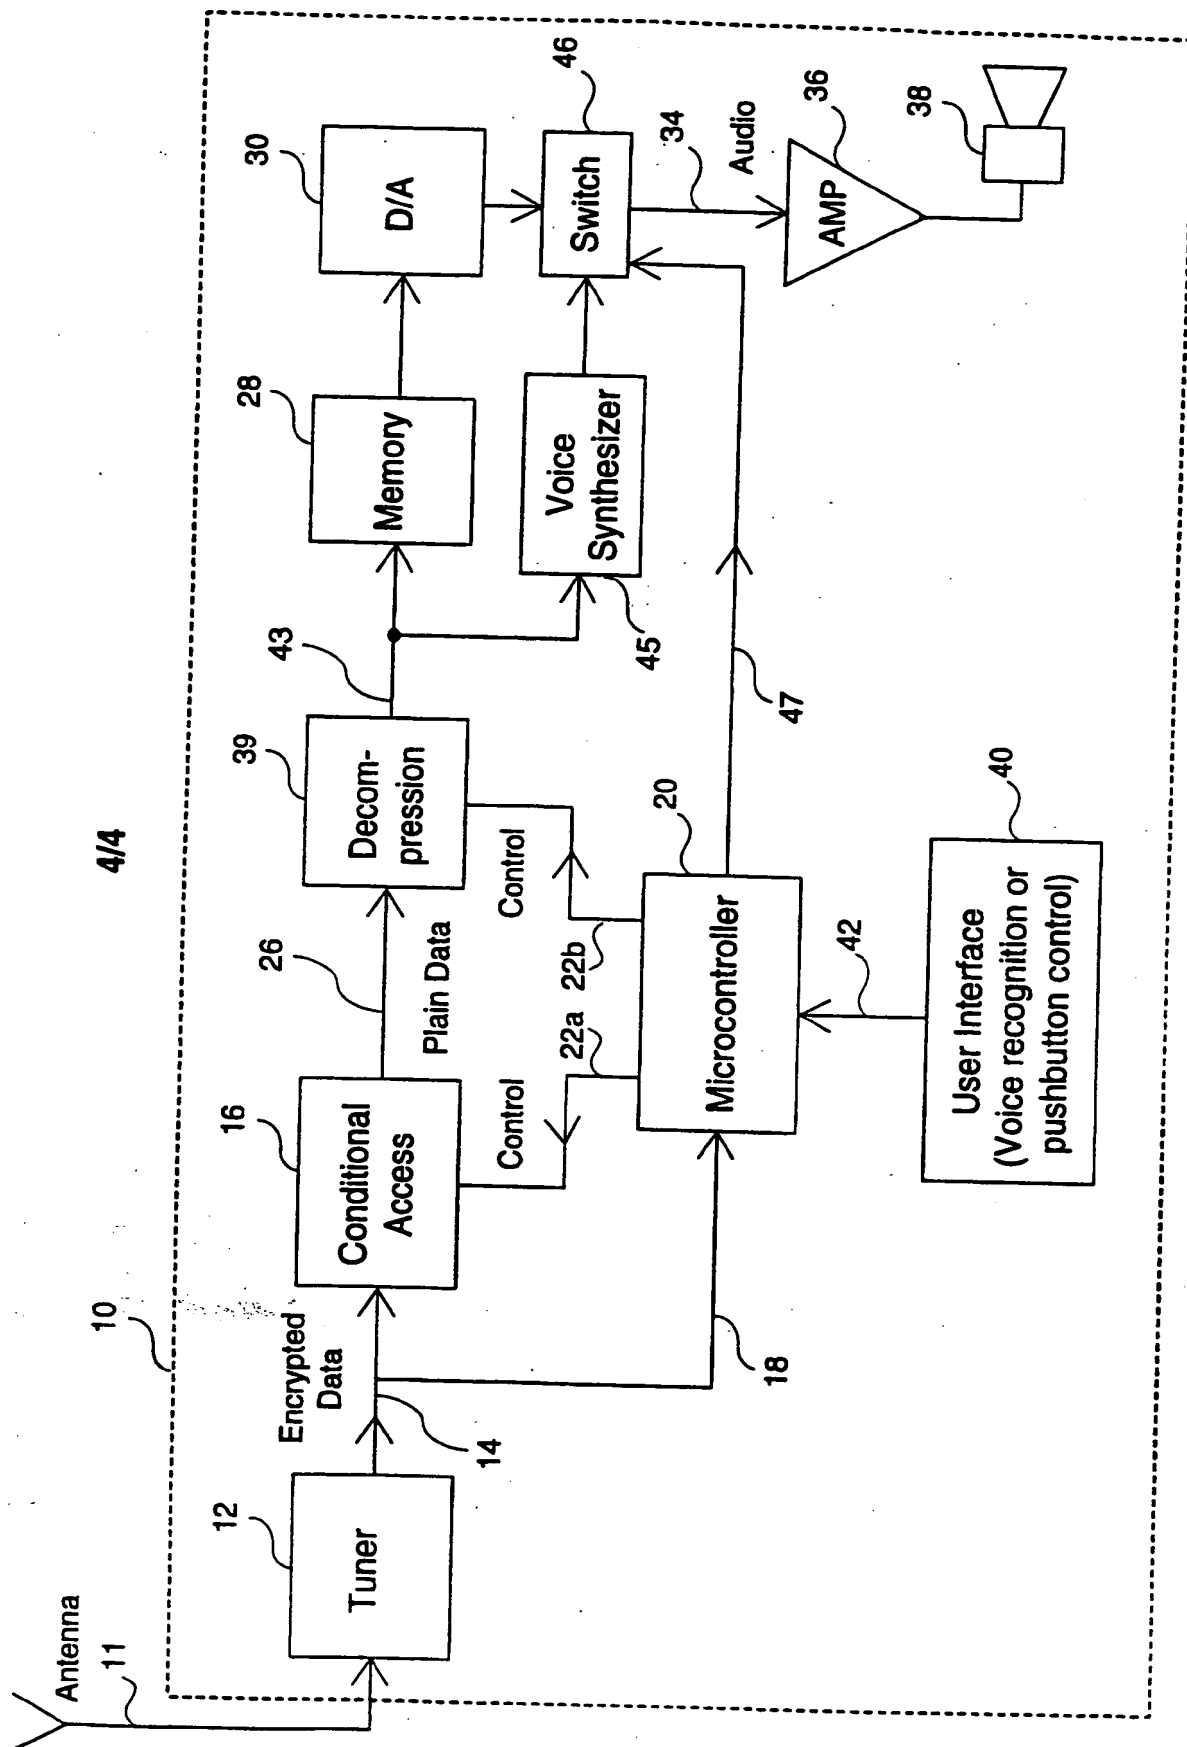 4/4
Antenna
11
10
12
Tuner
Encrypted
Data
14
18
16
Conditional
Access
26
Plain Data
Control
22a
Control
22b
39
Decom-
pression
43
28
Memory
30
D/A
45
Voice
Synthesizer
46
Switch
34
Audio
36
AMP
38
20
Microcontroller
47
42
40
User Interface
(Voice recognition or
pushbutton control)